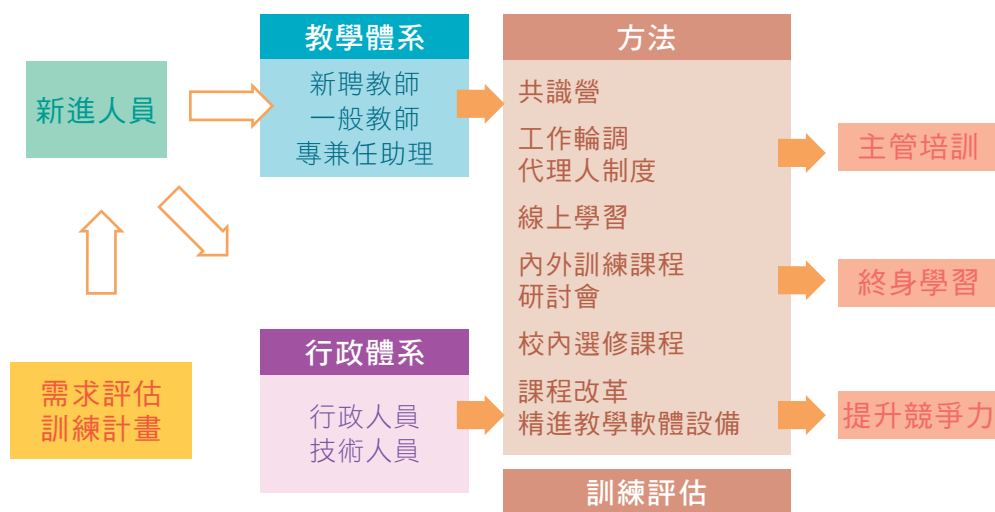 新進人員
需求評估
訓練計畫
教學體系
新聘教師
一般教師
專兼任助理
行政體系
行政人員
技術人員
方法
共識營
工作輪調
代理人制度
線上學習
內外訓練課程
研討會
校內選修課程
課程改革
精進教學軟體設備
訓練評估
主管培訓
終身學習
提升競爭力